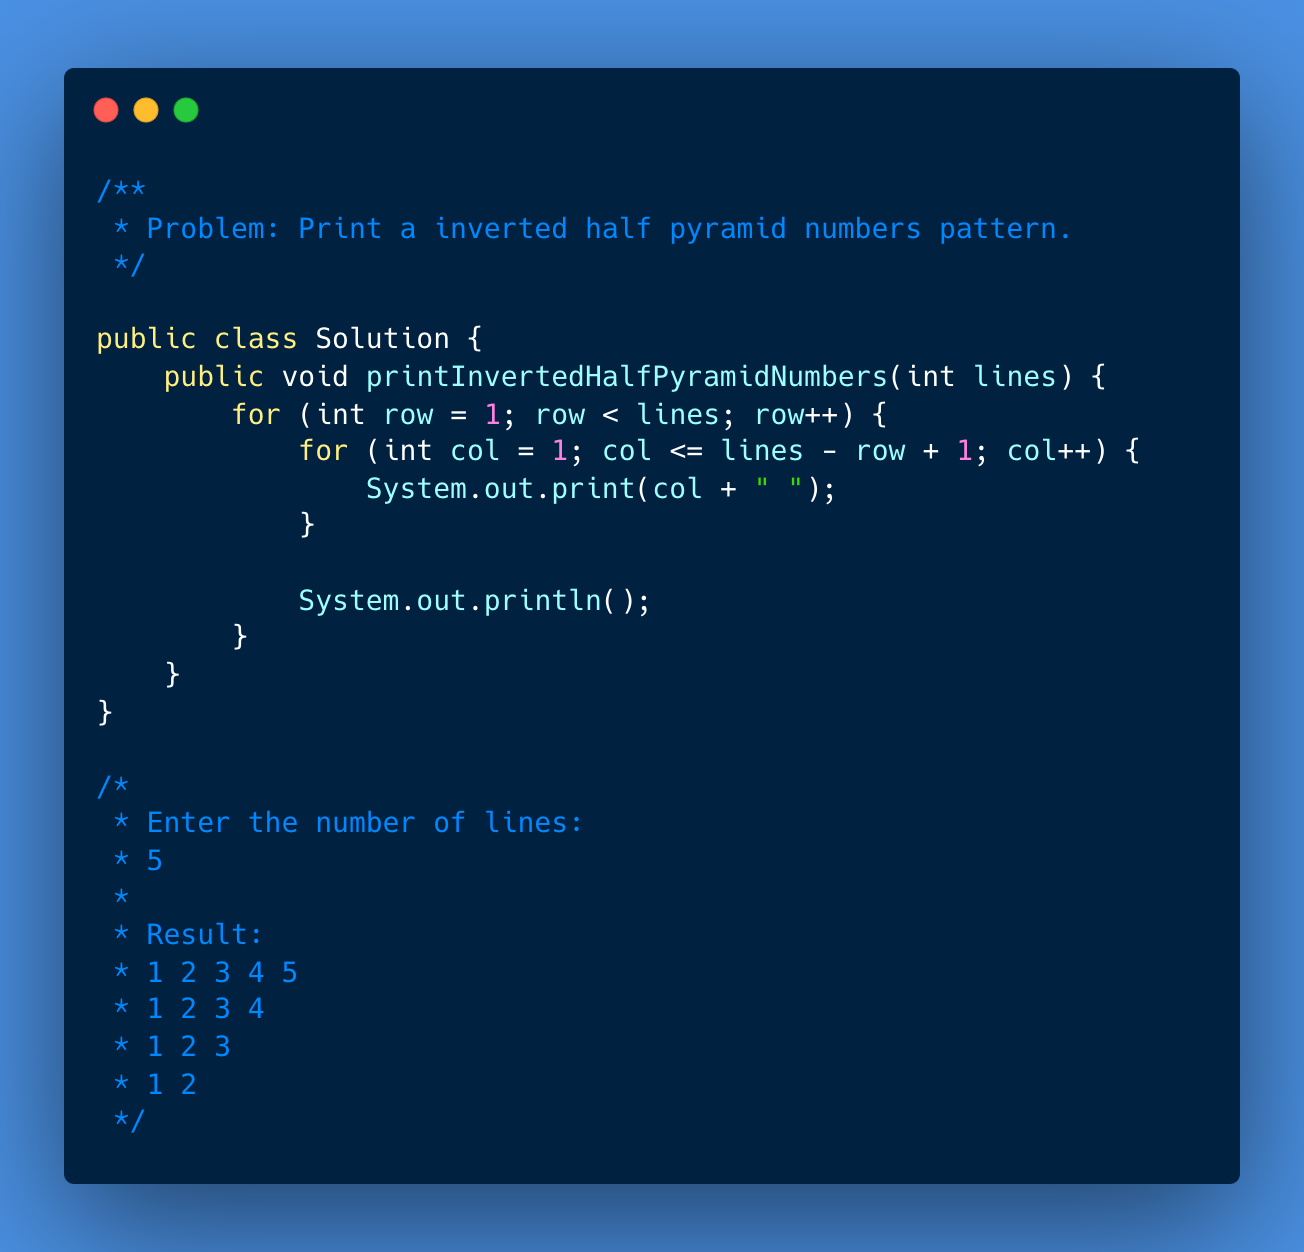 /**
 * Problem: Print a inverted half pyramid numbers pattern.
 */
public class Solution {
    public void printInvertedHalfPyramidNumbers(int lines) {
        for (int row = 1; row < lines; row++) {
            for (int col = 1; col <= lines - row + 1; col++) {
                System.out.print(col + " ");
            }
            System.out.println();
        }
    }
}
/*
 * Enter the number of lines:
 * 5
 *
 * Result:
 * 1 2 3 4 5
 * 1 2 3 4
 * 1 2 3
 * 1 2
 */